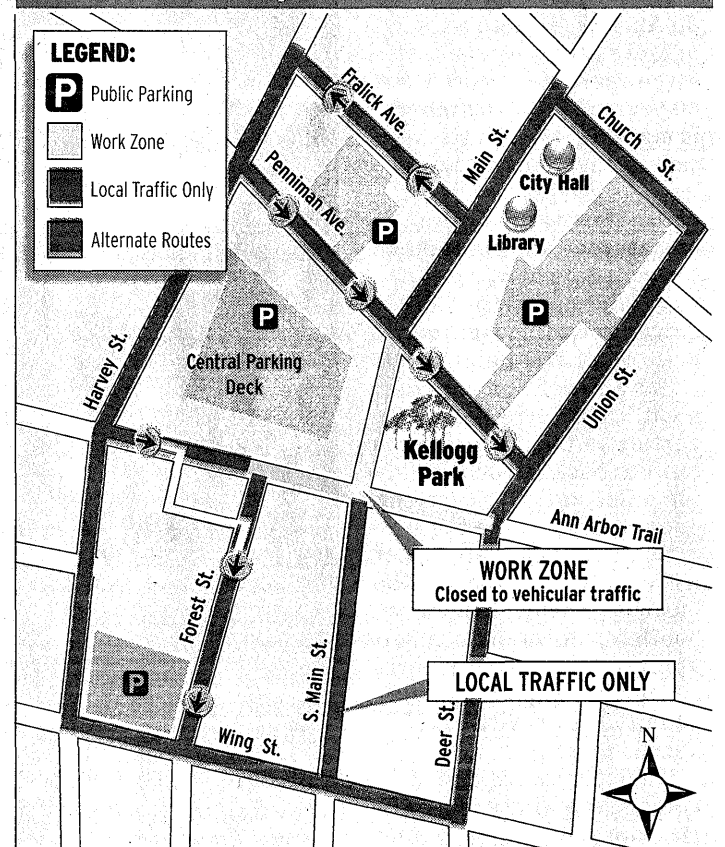 LEGEND:
P Public Parking
Work Zone
Local Traffic Only
Alternate Routes
Fralick Ave.
Main St.
Church St.
City Hall
Library
Penniman Ave.
P
P
P
Central Parking
Deck
Harvey St.
Union St.
Kellogg
Park
Ann Arbor Trail
WORK ZONE
Closed to vehicular traffic
Forest St.
S. Main St.
LOCAL TRAFFIC ONLY
Deer St.
P
Wing St.
N